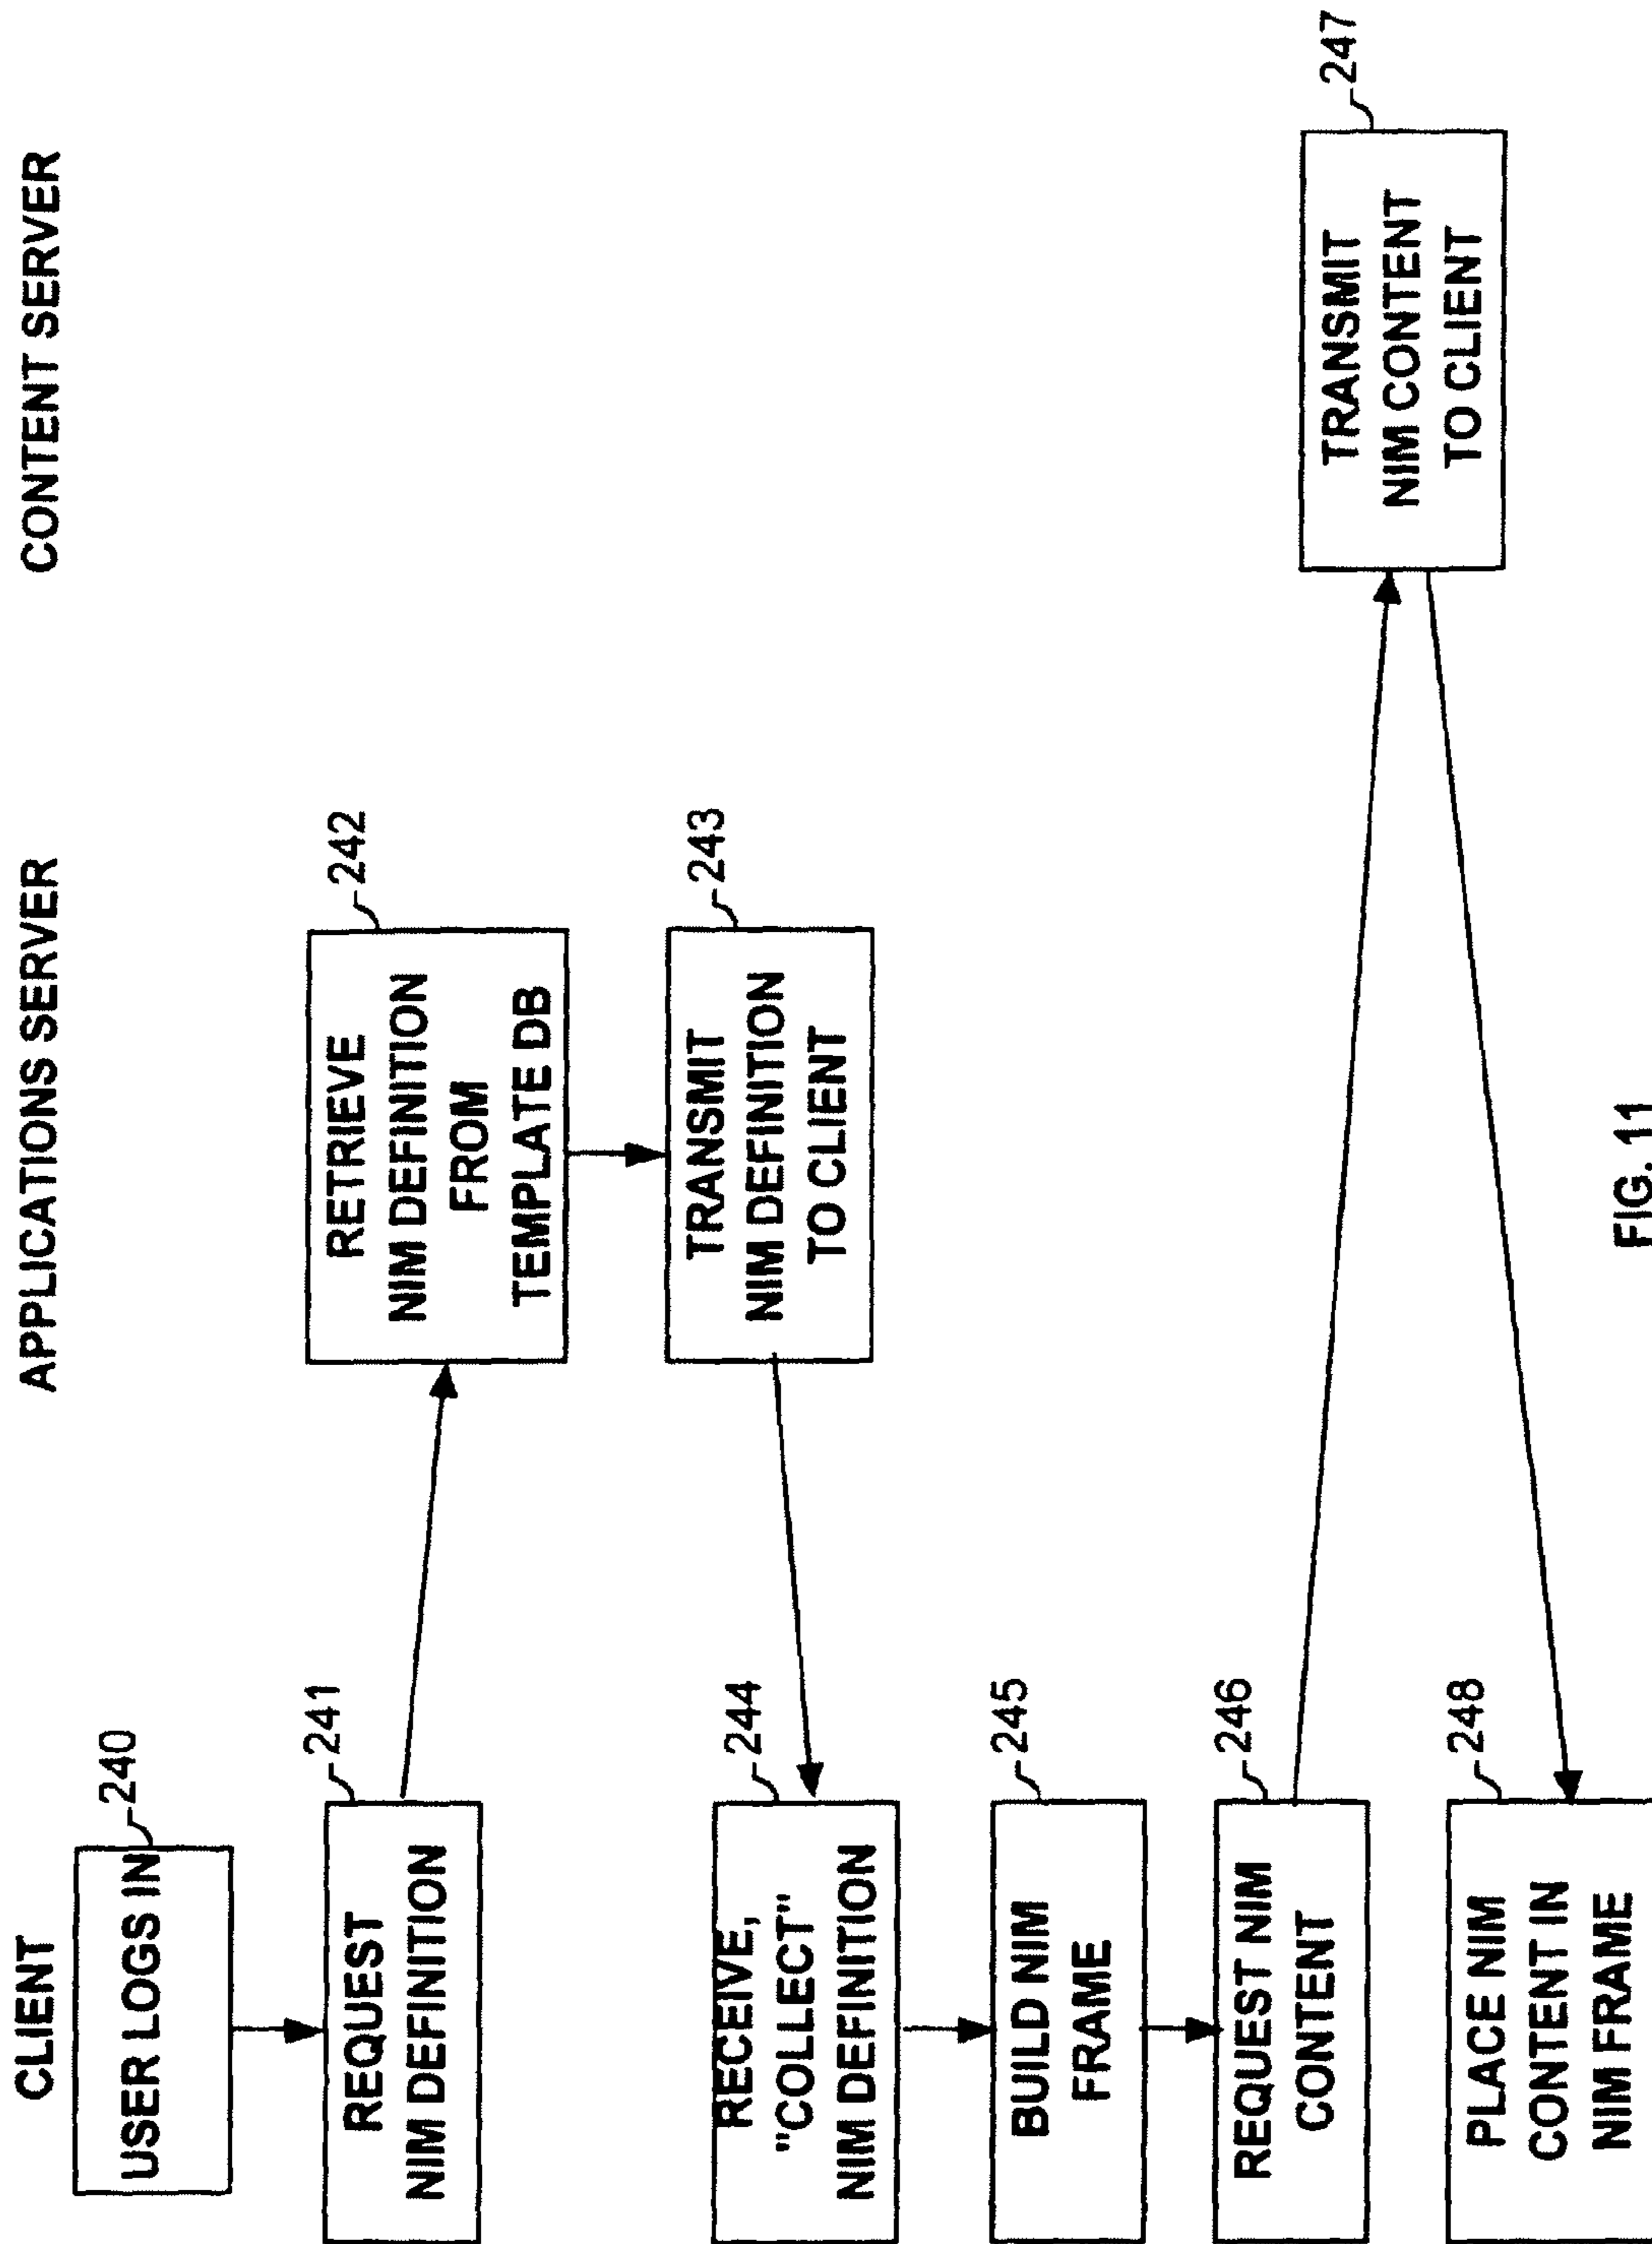 CLIENT
APPLICATIONS SERVER
CONTENT SERVER
USER LOGS IN
240
REQUEST
NIM DEFINITION
241
RETRIEVE
NIM DEFINITION
FROM
TEMPLATE DB
242
TRANSMIT
NIM DEFINITION
TO CLIENT
243
RECEIVE,
"COLLECT"
NIM DEFINITION
244
BUILD NIM
FRAME
245
REQUEST NIM
CONTENT
246
TRANSMIT
NIM CONTENT
TO CLIENT
247
PLACE NIM
CONTENT IN
NIM FRAME
248
FIG. 11